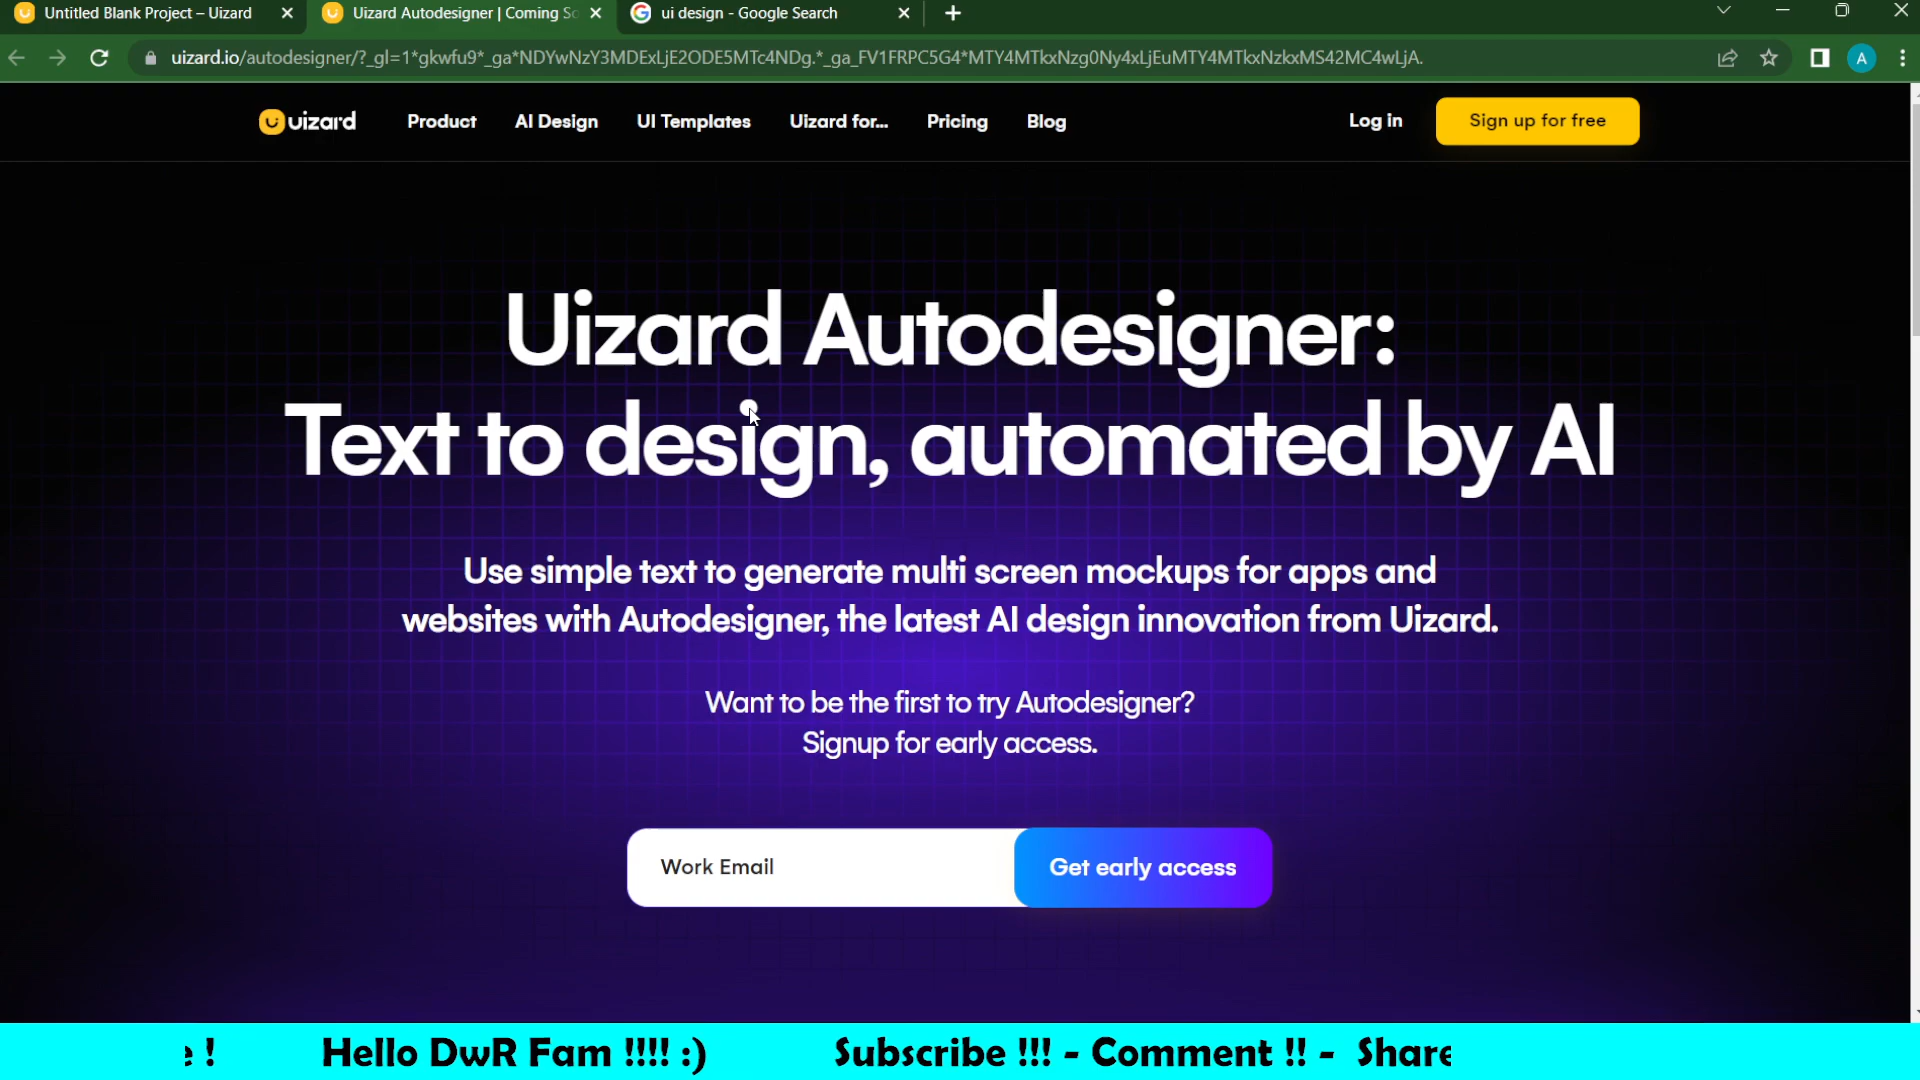 Untitled Blank Project – Uizard
Uizard Autodesigner | Coming So
ui design - Google Search
uizard.io/autodesigner/?_gl=1*gkwfu9*_ga*NDYwNzY3MDExLjE2ODE5MTc4NDg.*_ga_FV1FRPC5G4*MTY4MTkxNzg0Ny4xLjEuMTY4MTkxNzkxMS42MC4wLjA.
A
uizard
Product
AI Design
UI Templates
Uizard for...
Pricing
Blog
Log in
Sign up for free
Uizard Autodesigner:
Text to design, automated by AI
Use simple text to generate multi screen mockups for apps and
websites with Autodesigner, the latest AI design innovation from Uizard.
Want to be the first to try Autodesigner?
Signup for early access.
Work Email
Get early access
e ! Hello DwR Fam !!!! :) Subscribe !!! - Comment !! - Share